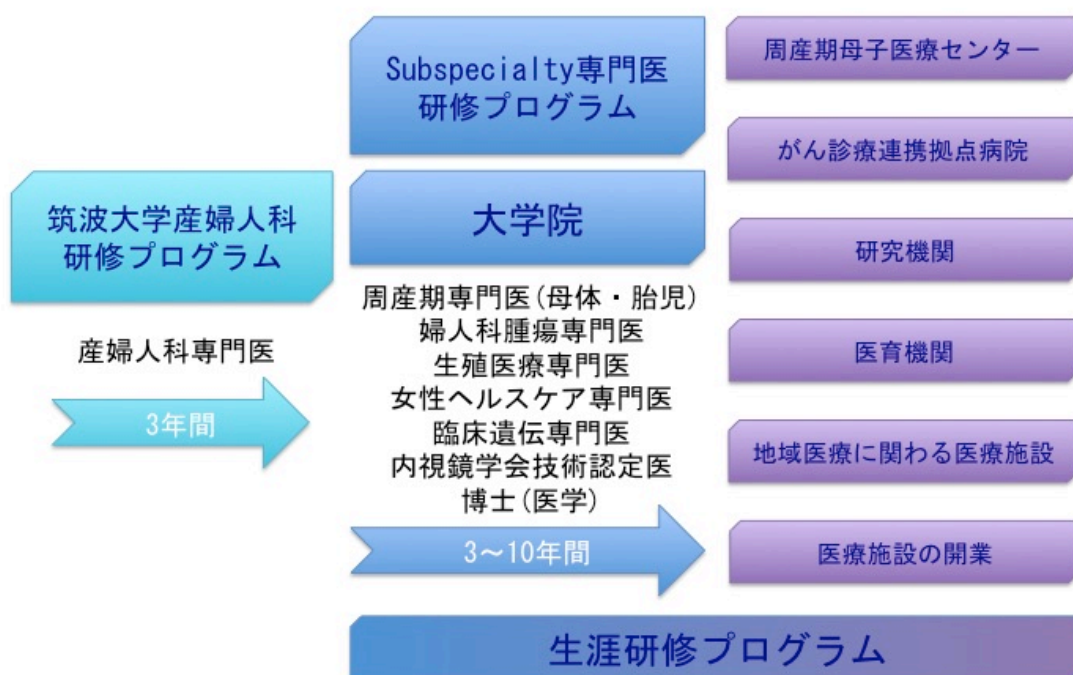 筑波大学産婦人科
研修プログラム
産婦人科専門医
3年間
Subspecialty専門医
研修プログラム
大学院
周産期専門医(母体・胎児)
婦人科腫瘍専門医
生殖医療専門医
女性ヘルスケア専門医
臨床遺伝専門医
内視鏡学会技術認定医
博士(医学)
3～10年間
周産期母子医療センター
がん診療連携拠点病院
研究機関
医育機関
地域医療に関わる医療施設
医療施設の開業
生涯研修プログラム